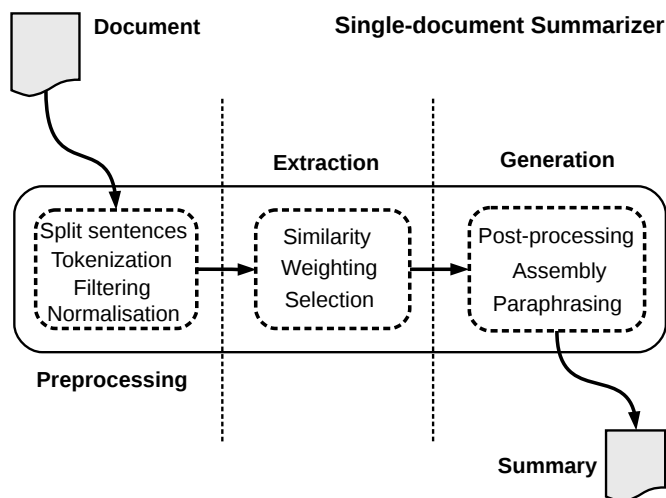 Document
Single-document Summarizer
Extraction
Generation
Split sentences
Tokenization
Filtering
Normalisation
Similarity
Weighting
Selection
Post-processing
Assembly
Paraphrasing
Preprocessing
Summary